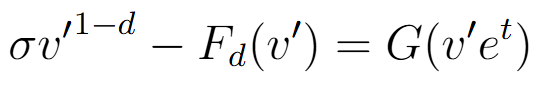 σv′^{1−d} − F_d(v′) = G(v′e^t)